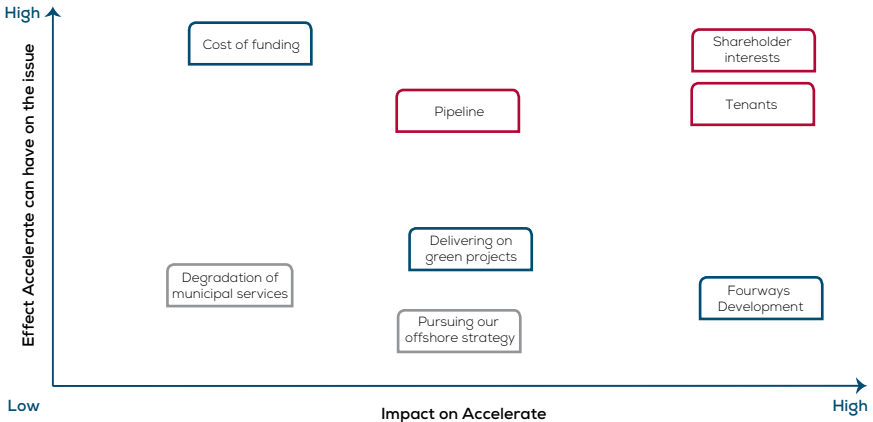 High
Effect Accelerate can have on the issue
Cost of funding
Shareholder
interests
Pipeline
Tenants
Delivering on
green projects
Degradation of
municipal services
Fourways
Development
Pursuing our
offshore strategy
Low
Impact on Accelerate
High